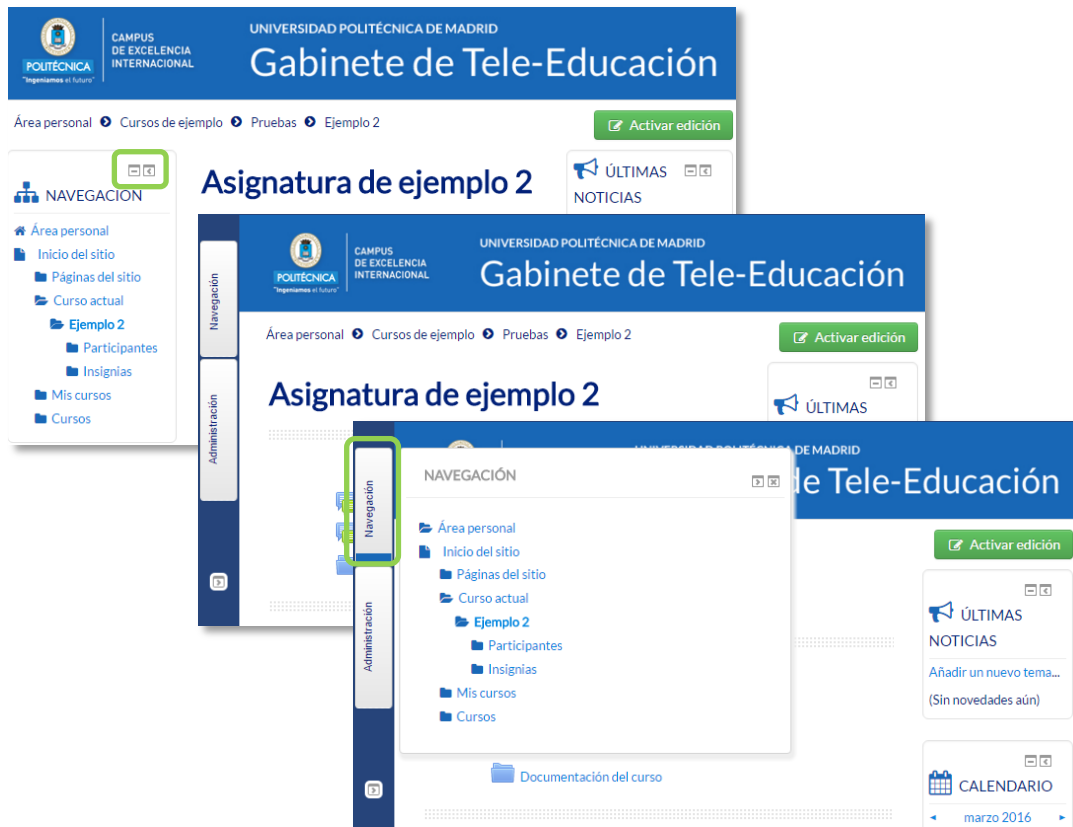 CAMPUS
DE EXCELENCIA
INTERNACIONAL
POLITÉCNICA
"Ingeniamos el futuro"
UNIVERSIDAD POLITÉCNICA DE MADRID
Gabinete de Tele-Educación
Área personal Cursos de ejemplo Pruebas Ejemplo 2
Activar edición
NAVEGACIÓN
Área personal
Inicio del sitio
Páginas del sitio
Curso actual
Ejemplo 2
Participantes
Insignias
Mis cursos
Cursos
Asignatura de ejemplo 2
ÚLTIMAS
NOTICIAS
Navegación
Administración
CAMPUS
DE EXCELENCIA
INTERNACIONAL
POLITÉCNICA
"Ingeniamos el futuro"
UNIVERSIDAD POLITÉCNICA DE MADRID
Gabinete de Tele-Educación
Área personal Cursos de ejemplo Pruebas Ejemplo 2
Activar edición
Asignatura de ejemplo 2
ÚLTIMAS
Navegación
Administración
DE MADRID
de Tele-Educación
NAVEGACIÓN
Área personal
Inicio del sitio
Páginas del sitio
Curso actual
Ejemplo 2
Participantes
Insignias
Mis cursos
Cursos
Documentación del curso
Activar edición
ÚLTIMAS
NOTICIAS
Añadir un nuevo tema...
(Sin novedades aún)
CALENDARIO
marzo 2016